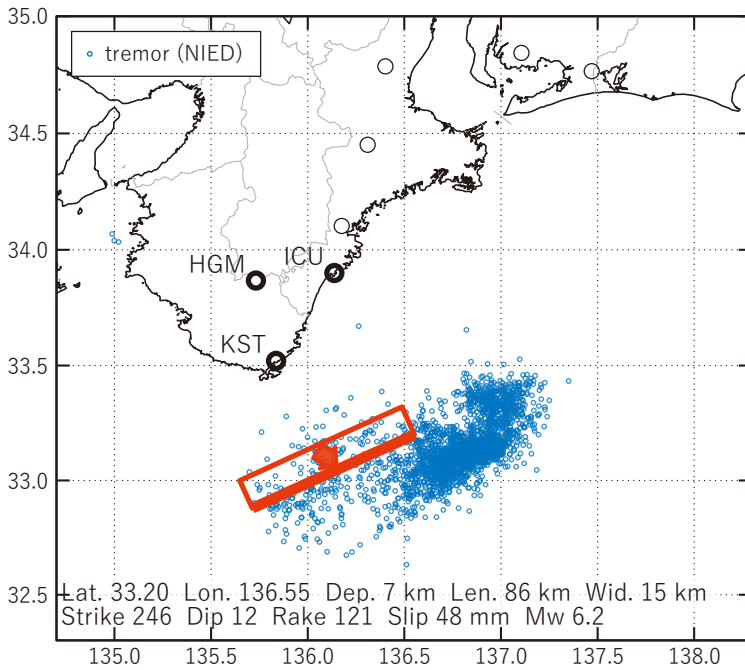 35.0
tremor (NIED)
34.5
34.0
HGM
ICU
KST
33.5
33.0
32.5
Lat. 33.20 Lon. 136.55 Dep. 7 km Len. 86 km Wid. 15 km
Strike 246 Dip 12 Rake 121 Slip 48 mm Mw 6.2
135.0 135.5 136.0 136.5 137.0 137.5 138.0